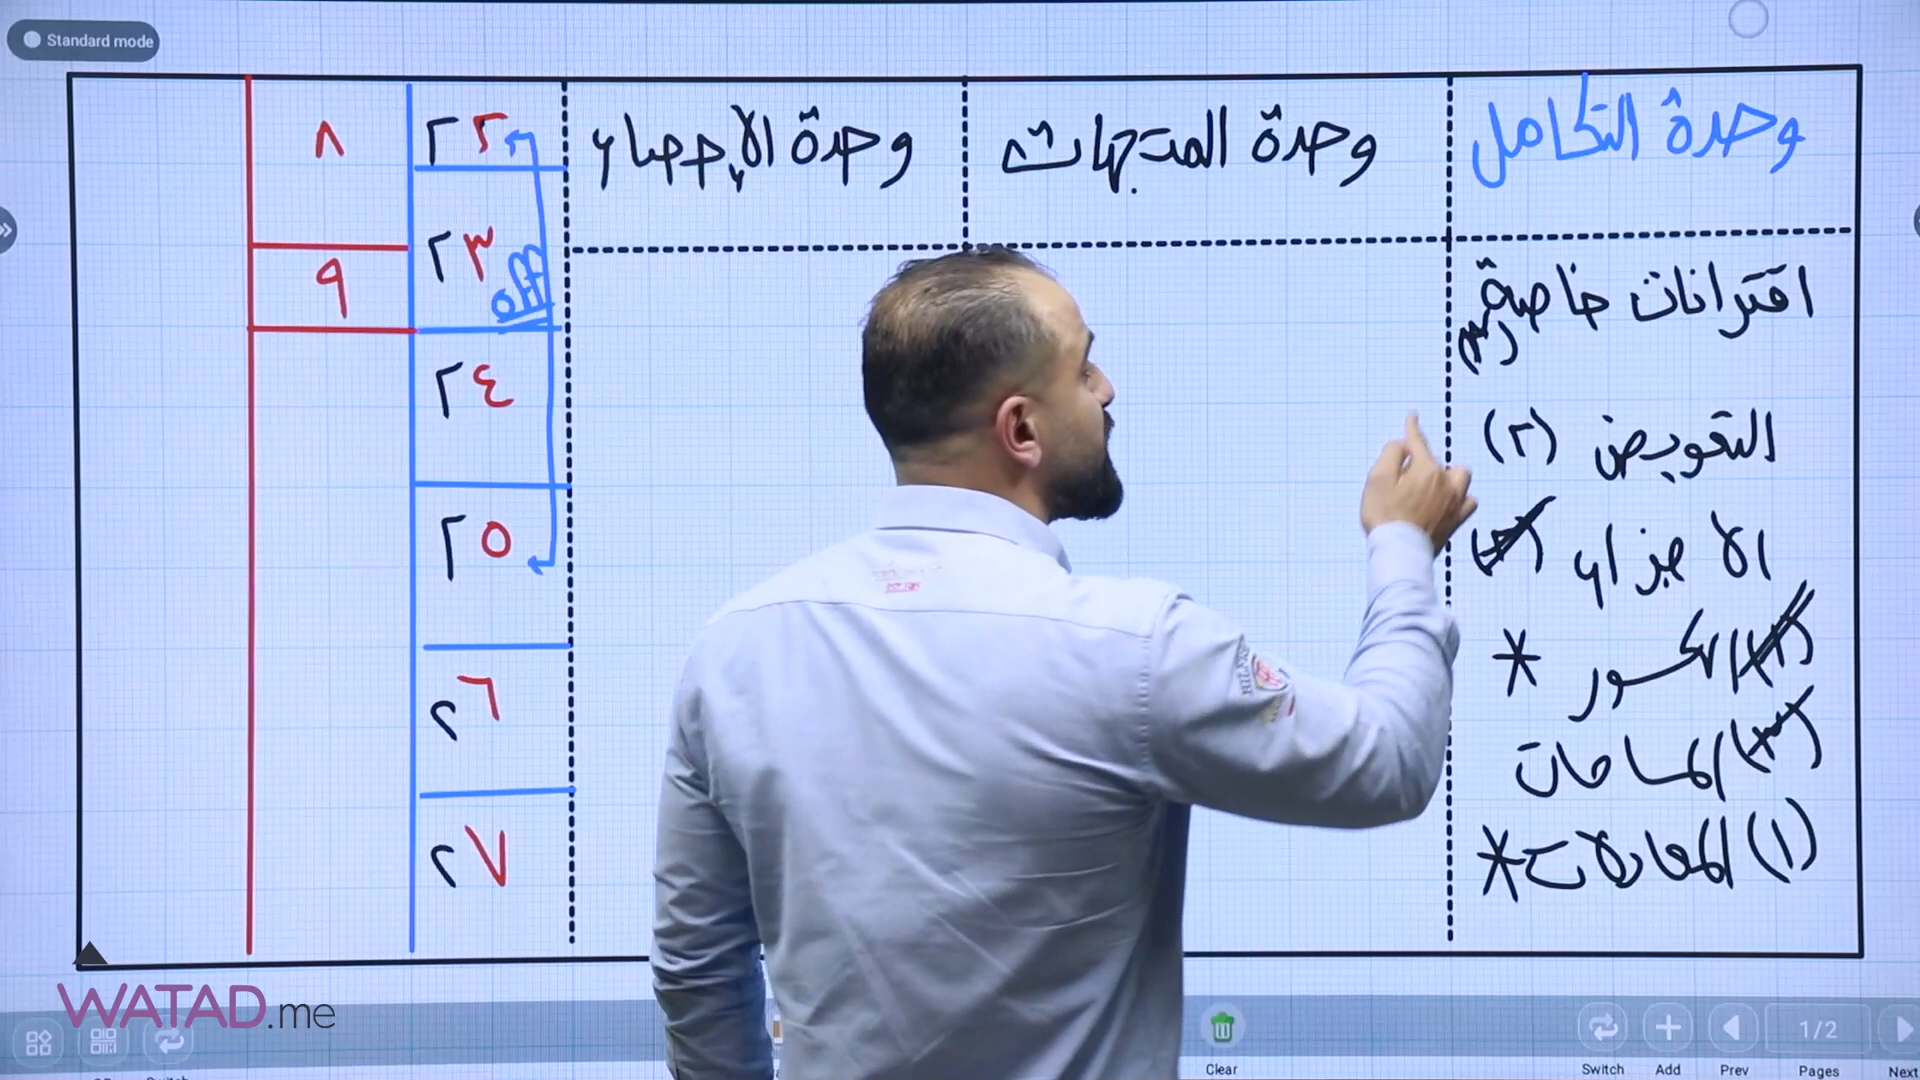 Standard mode
وحدة التكامل
وحدة المتجهات
وحدة الإحصاء
٢٢
٨
اقترانات خاصة
٢٣
off
٩
التعويض (٢)
٢٤
الأجزاء
٢٥
الكسور *
٢٦
المساحات
(١) المعادلات *
٢٧
WATAD.me
Clear
Switch
Add
Prev
1/2
Pages
Next